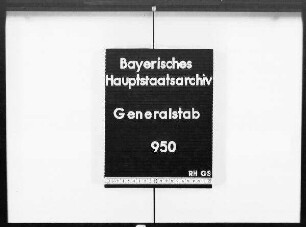 Bayerisches
Hauptstaatsarchiv
Generalstab
950
RH GS